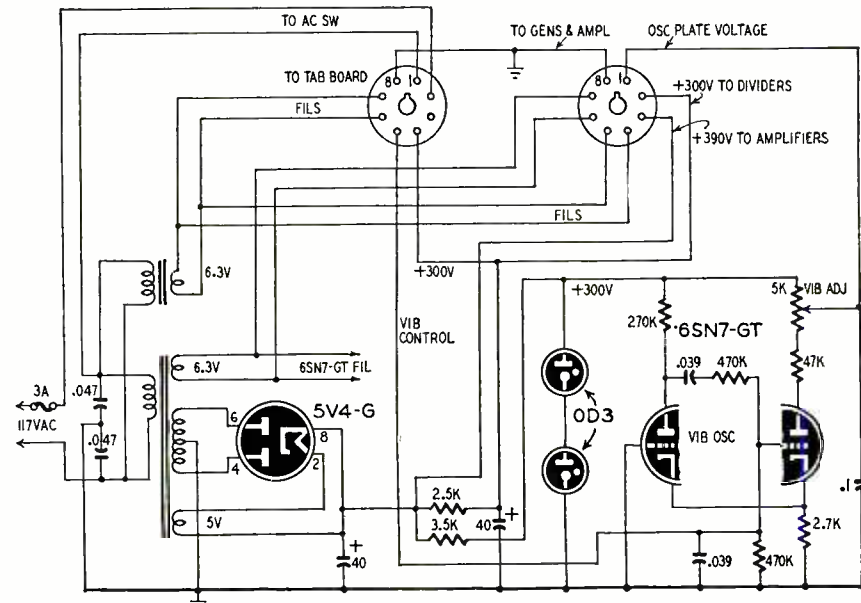 TO AC SW
TO GENS & AMPL
OSC PLATE VOLTAGE
8 1
8 1
TO TAB BOARD
+300V TO DIVIDERS
FILS
+390V TO AMPLIFIERS
FILS
6.3V
+300V
+300V
5K
VIB ADJ
VIB
CONTROL
270K
6SN7-GT
3A
.047
6.3V
6SN7-GT FIL
.039
470K
47K
117VAC
.047
6
5V4-G
8
OD3
VIB OSC
4
2
.1
2.5K
5V
3.5K
40
+
2.7K
+
40
.039
470K